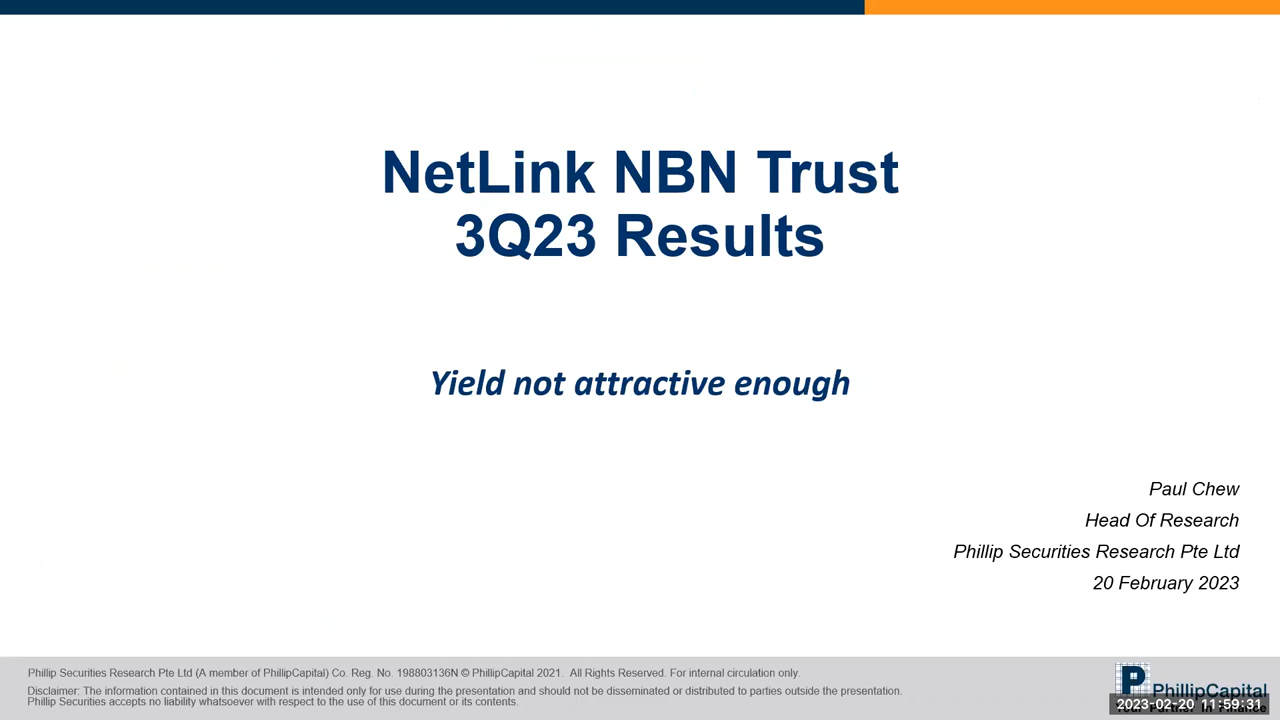 NetLink NBN Trust
3Q23 Results
Yield not attractive enough
Paul Chew
Head Of Research
Phillip Securities Research Pte Ltd
20 February 2023
Phillip Securities Research Pte Ltd (A member of PhillipCapital) Co. Reg. No. 198803136N © PhillipCapital 2021. All Rights Reserved. For internal circulation only.
Disclaimer: The information contained in this document is intended only for use during the presentation and should not be disseminated or distributed to parties outside the presentation.
Phillip Securities accepts no liability whatsoever with respect to the use of this document or its contents.
PhillipCapital
Your Partner In Finance
2023-02-20 11:59:31